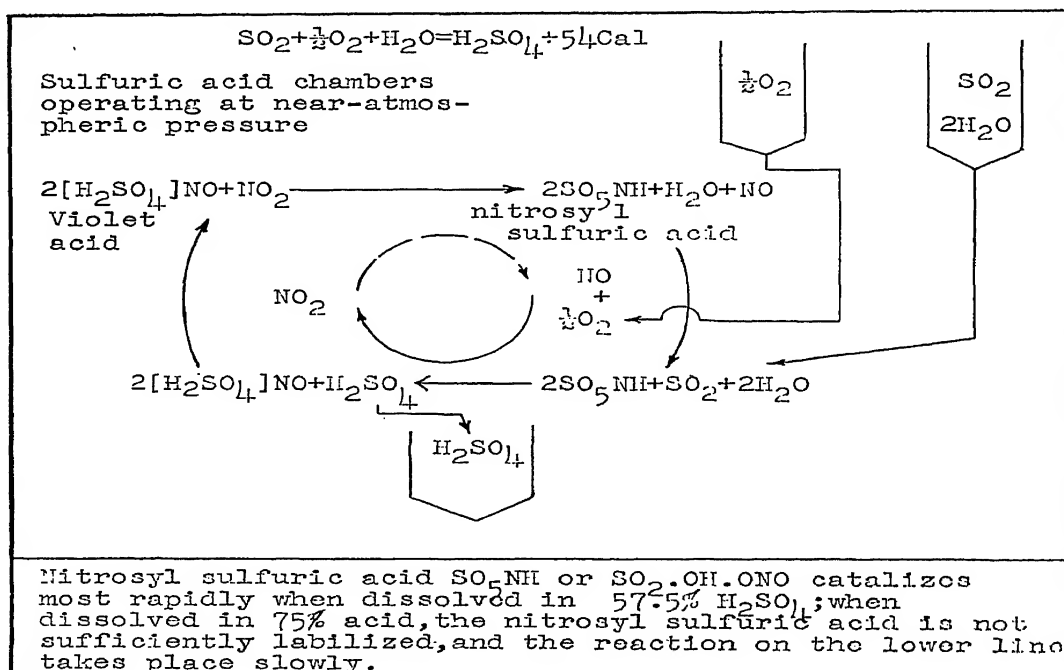 SO₂+½O₂+H₂O=H₂SO₄+54Cal
Sulfuric acid chambers
operating at near-atmos-
pheric pressure
½O₂
SO₂
2H₂O
2[H₂SO₄]NO+NO₂
2SO₅NH+H₂O+NO
Violet
acid
nitrosyl
sulfuric acid
NO₂
NO
+
½O₂
2[H₂SO₄]NO+H₂SO₄
2SO₅NH+SO₂+2H₂O
H₂SO₄
Nitrosyl sulfuric acid SO₅NH or SO₂.OH.ONO catalizes
most rapidly when dissolved in 57.5% H₂SO₄;when
dissolved in 75% acid,the nitrosyl sulfuric acid is not
sufficiently labilized,and the reaction on the lower line
takes place slowly.